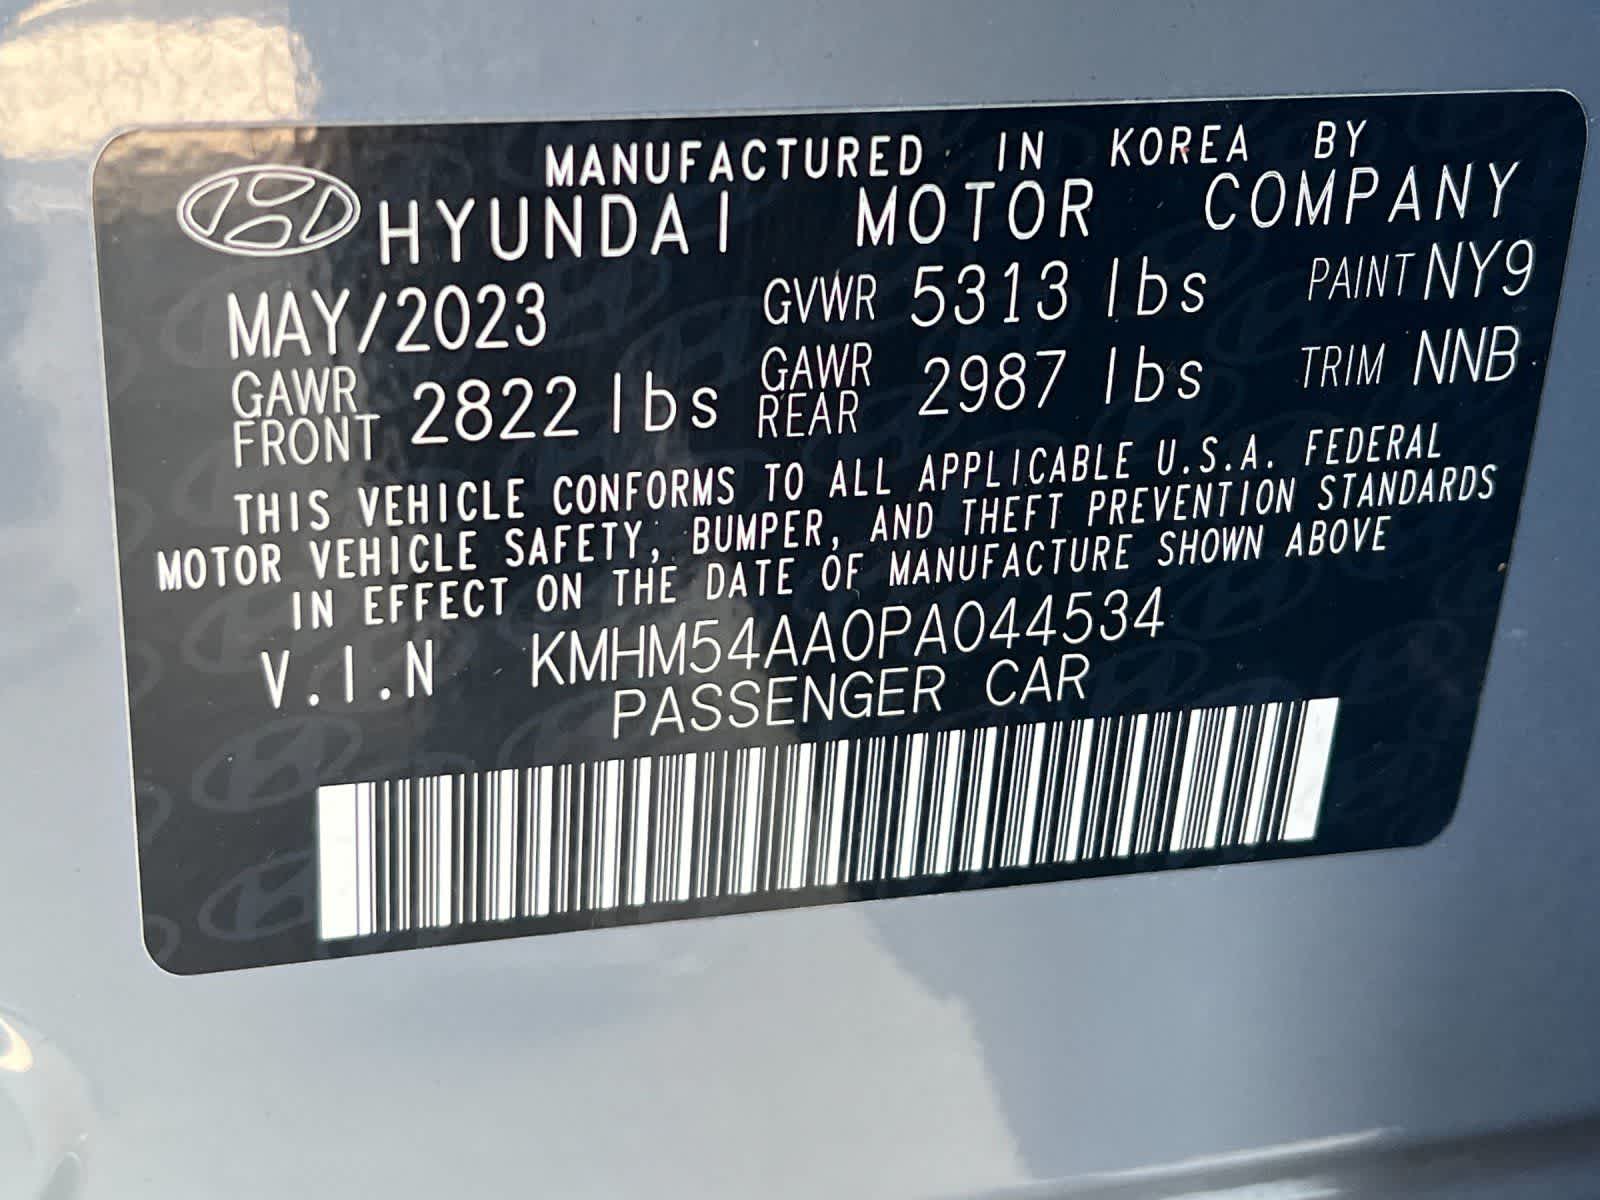 MANUFACTURED IN KOREA BY
HYUNDAI MOTOR COMPANY
MAY/2023 GVWR 5313 lbs PAINT NY9
GAWR FRONT 2822 lbs GAWR REAR 2987 lbs TRIM NNB
THIS VEHICLE CONFORMS TO ALL APPLICABLE U.S.A. FEDERAL
MOTOR VEHICLE SAFETY, BUMPER, AND THEFT PREVENTION STANDARDS
IN EFFECT ON THE DATE OF MANUFACTURE SHOWN ABOVE
V.I.N KMHM54AA0PA044534
PASSENGER CAR